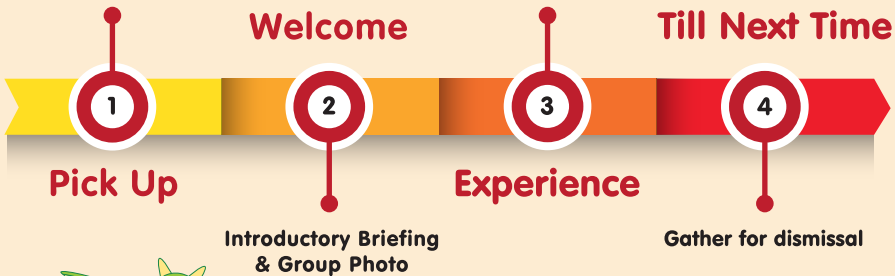 Welcome
Till Next Time
1
2
3
4
Pick Up
Experience
Introductory Briefing
& Group Photo
Gather for dismissal